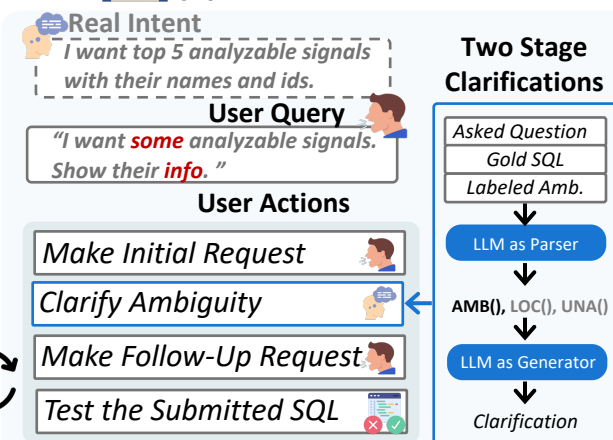 Real Intent
I want top 5 analyzable signals
with their names and ids.
User Query
“I want some analyzable signals.
Show their info. ”
User Actions
Make Initial Request
Clarify Ambiguity
Make Follow-Up Request
Test the Submitted SQL
Two Stage
Clarifications
Asked Question
Gold SQL
Labeled Amb.
LLM as Parser
AMB(), LOC(), UNA()
LLM as Generator
Clarification